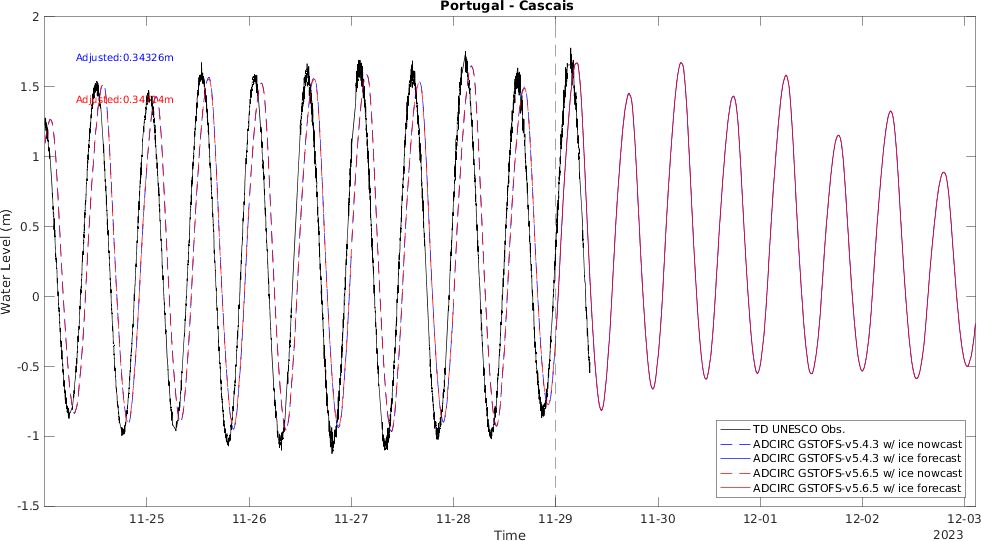 Portugal - Cascais
2
1.5
1
0.5
0
-0.5
-1
-1.5
Water Level (m)
Adjusted:0.34326m
TD UNESCO Obs.
ADCIRC GSTOFS-v5.4.3 w/ ice nowcast
ADCIRC GSTOFS-v5.4.3 w/ ice forecast
ADCIRC GSTOFS-v5.6.5 w/ ice nowcast
ADCIRC GSTOFS-v5.6.5 w/ ice forecast
11-25 11-26 11-27 11-28 11-29 11-30 12-01 12-02 12-03
Time
2023